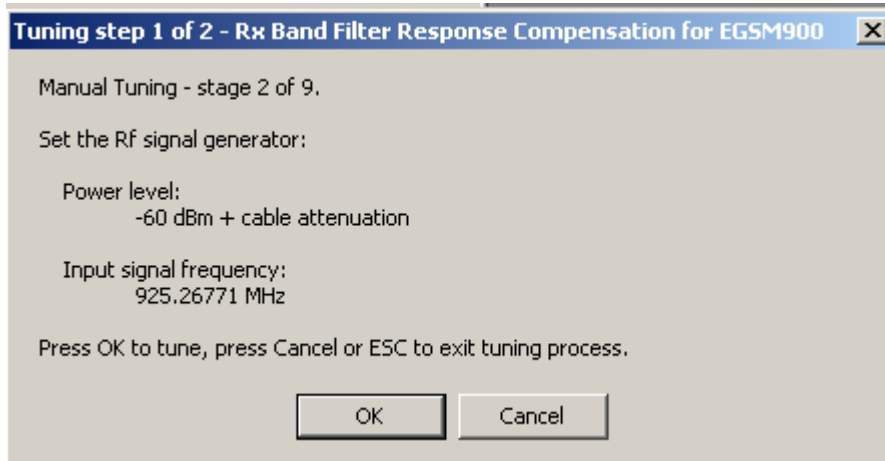 Tuning step 1 of 2 - Rx Band Filter Response Compensation for EGSM900
Manual Tuning - stage 2 of 9.
Set the Rf signal generator:
Power level:
-60 dBm + cable attenuation
Input signal frequency:
925.26771 MHz
Press OK to tune, press Cancel or ESC to exit tuning process.
OK
Cancel